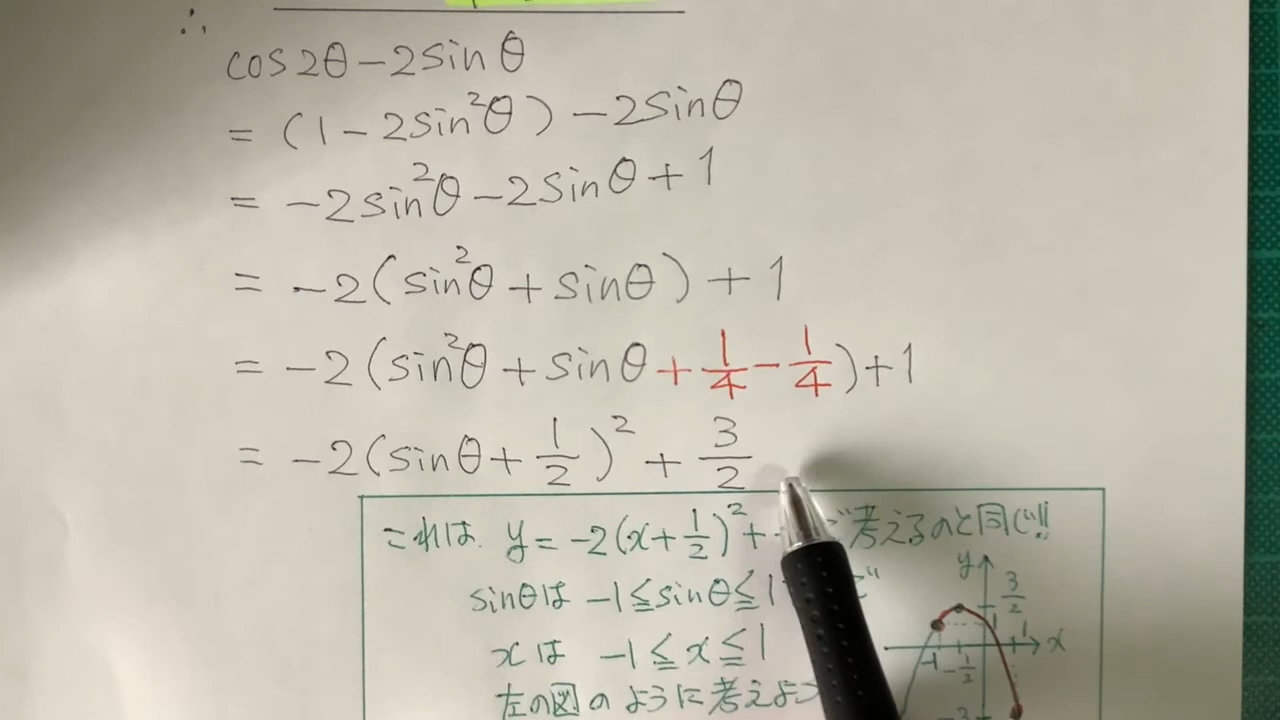 ∴
cos2θ-2sinθ
= (1-2sin²θ)-2sinθ
= -2sin²θ-2sinθ+1
= -2(sin²θ+sinθ)+1
= -2(sin²θ+sinθ+1/4-1/4)+1
= -2(sinθ+1/2)²+3/2
これは y=-2(x+1/2)²+ で考えるのと同じ!!
sinθは -1≦sinθ≦1
xは -1≦x≦1
左の図のように考えよう
y
3/2
1
1
x
-1
-1/2
-3